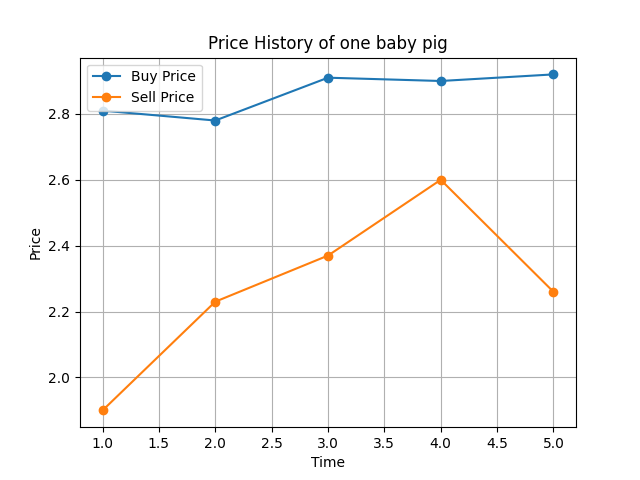 Price History of one baby pig
Buy Price
Sell Price
2.8
2.6
2.4
2.2
2.0
Price
1.0 1.5 2.0 2.5 3.0 3.5 4.0 4.5 5.0
Time